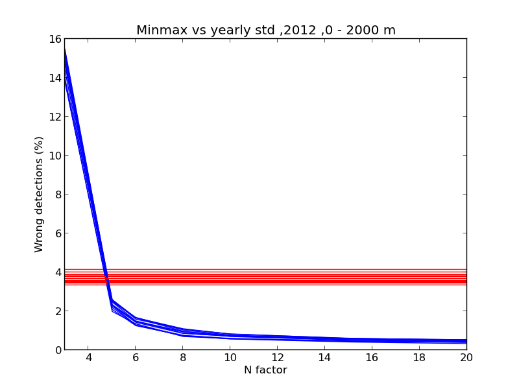 Minmax vs yearly std ,2012 ,0 - 2000 m
Wrong detections (%)
16
14
12
10
8
6
4
2
0
4 6 8 10 12 14 16 18 20
N factor